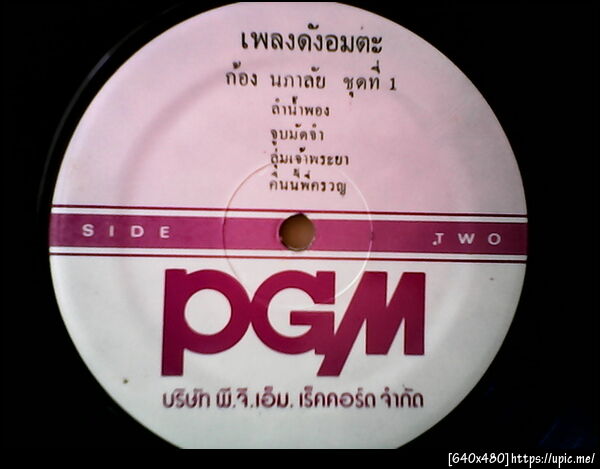 เพลงดังอมตะ
ก้อง นภาลัย ชุดที่ 1
ลำน้ำพอง
จูบมัดจำ
ลุ่มเจ้าพระยา
คืนนี้พี่ครวญ
SIDE TWO
PGM
บริษัท พี.จี.เอ็ม. เร็คคอร์ด จำกัด
[640x480]https://upic.me/